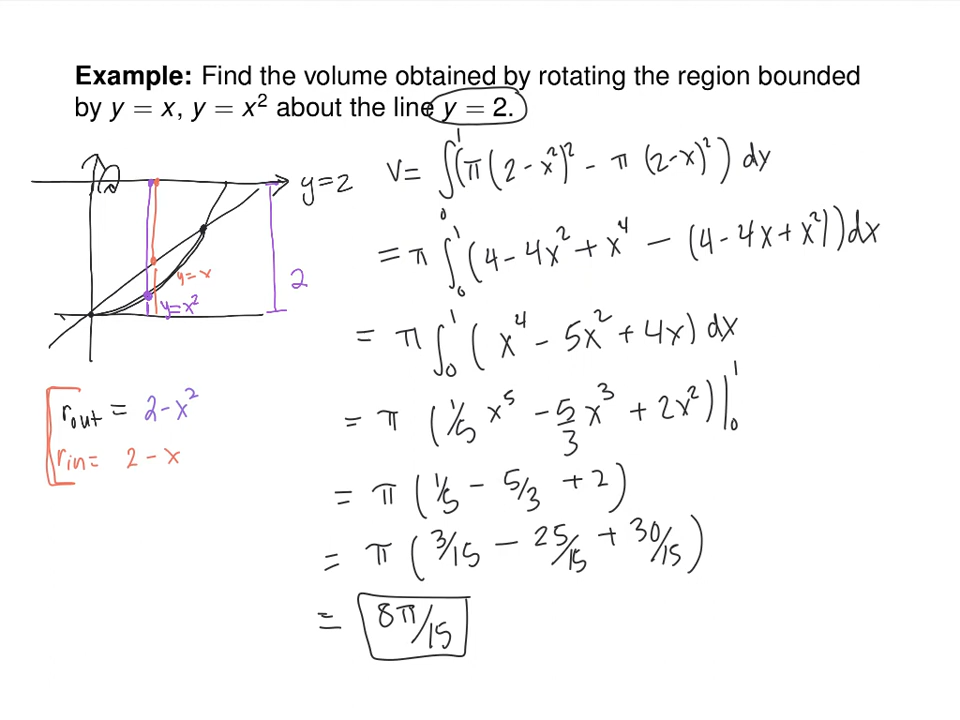 Example: Find the volume obtained by rotating the region bounded
by y = x, y = x² about the line y = 2.
y=2
2
y=x
y=x²
r_out = 2-x²
r_in = 2-x
V= ∫₀¹(π(2-x²)² - π(2-x)²) dy
= π ∫₀¹ (4-4x²+x⁴ - (4-4x+x²))dx
= π ∫₀¹ (x⁴ - 5x² + 4x) dx
= π (1/5 x⁵ - 5/3 x³ + 2x²)|₀¹
= π (1/5 - 5/3 + 2)
= π (3/15 - 25/15 + 30/15)
= 8π/15